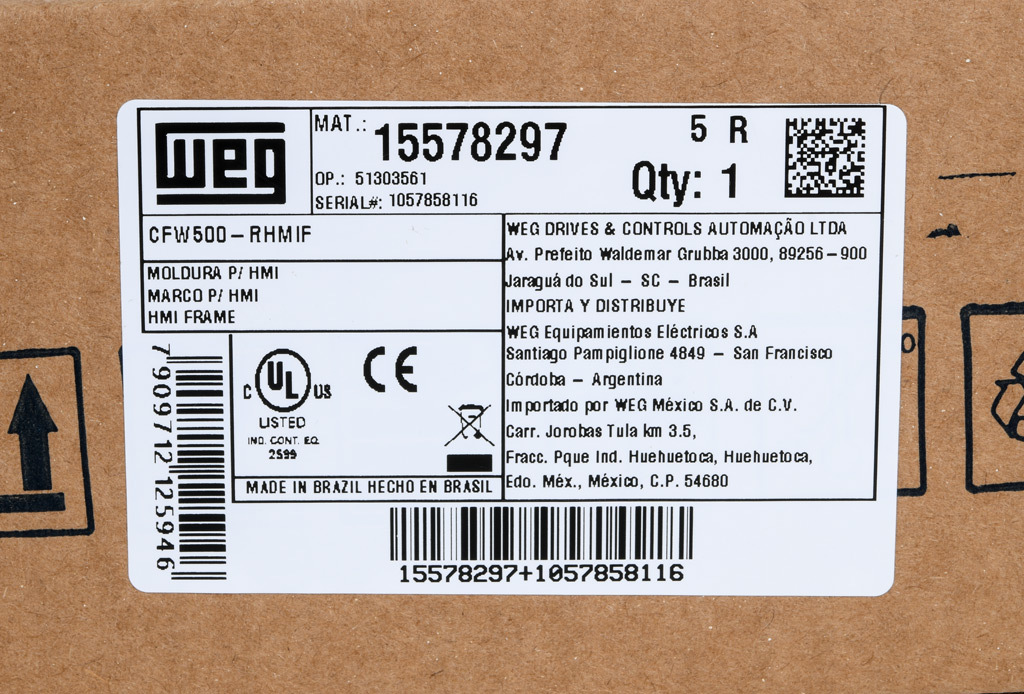 weg
MAT.: 15578297
5 R
OP.: 51303561
SERIAL#: 1057858116
Qty: 1
CFW500-RHMIF
MOLDURA P/ HMI
MARCO P/ HMI
HMI FRAME
WEG DRIVES & CONTROLS AUTOMAÇÃO LTDA
Av. Prefeito Waldemar Grubba 3000, 89256-900
Jaraguá do Sul - SC - Brasil
IMPORTA Y DISTRIBUYE
WEG Equipamientos Eléctricos S.A
Santiago Pampiglione 4849 - San Francisco
Córdoba - Argentina
Importado por WEG México S.A. de C.V.
Carr. Jorobas Tula km 3.5,
Fracc. Pque Ind. Huehuetoca, Huehuetoca,
Edo. Méx., México, C.P. 54680
7909712125946
C UL US
LISTED
IND. CONT. EQ.
2S99
CE
MADE IN BRAZIL HECHO EN BRASIL
15578297+1057858116